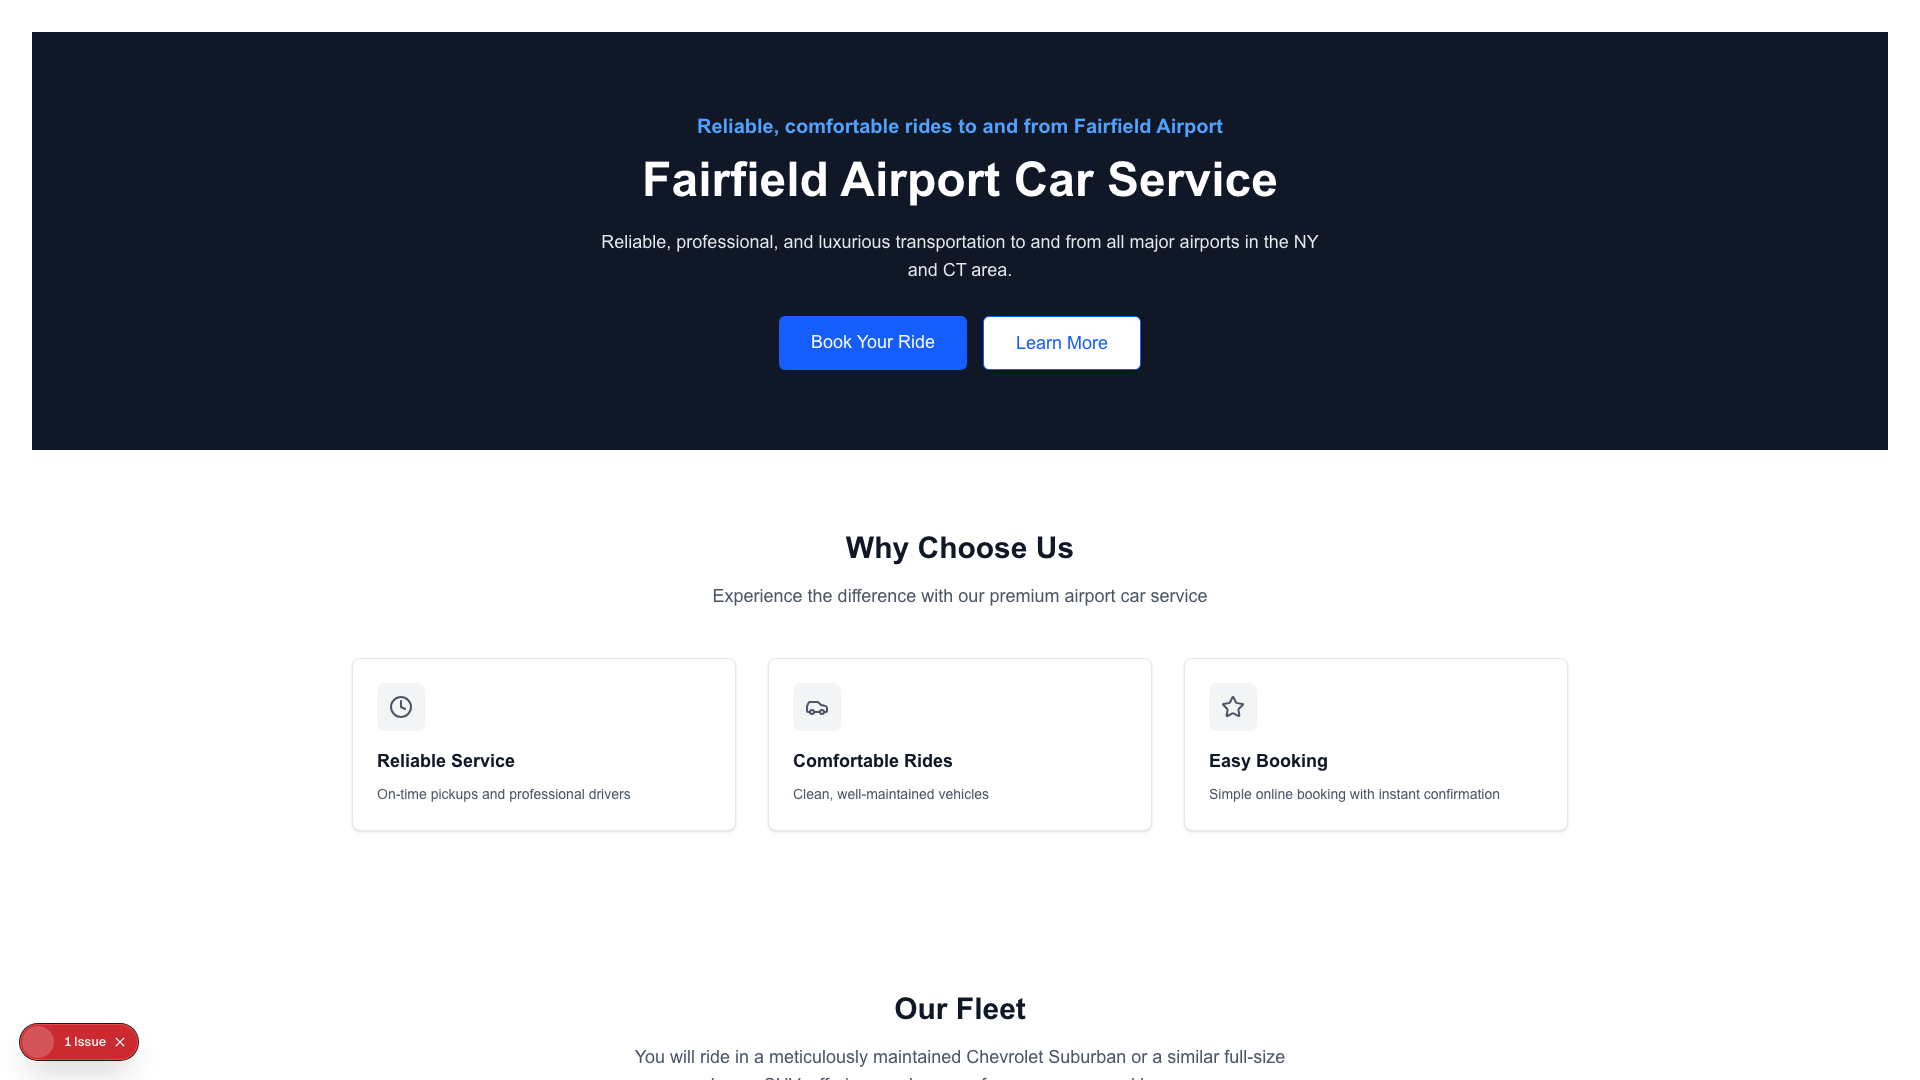 Reliable, comfortable rides to and from Fairfield Airport
Fairfield Airport Car Service
Reliable, professional, and luxurious transportation to and from all major airports in the NY
and CT area.
Book Your Ride
Learn More
Why Choose Us
Experience the difference with our premium airport car service
Reliable Service
On-time pickups and professional drivers
Comfortable Rides
Clean, well-maintained vehicles
Easy Booking
Simple online booking with instant confirmation
Our Fleet
You will ride in a meticulously maintained Chevrolet Suburban or a similar full-size
1 Issue